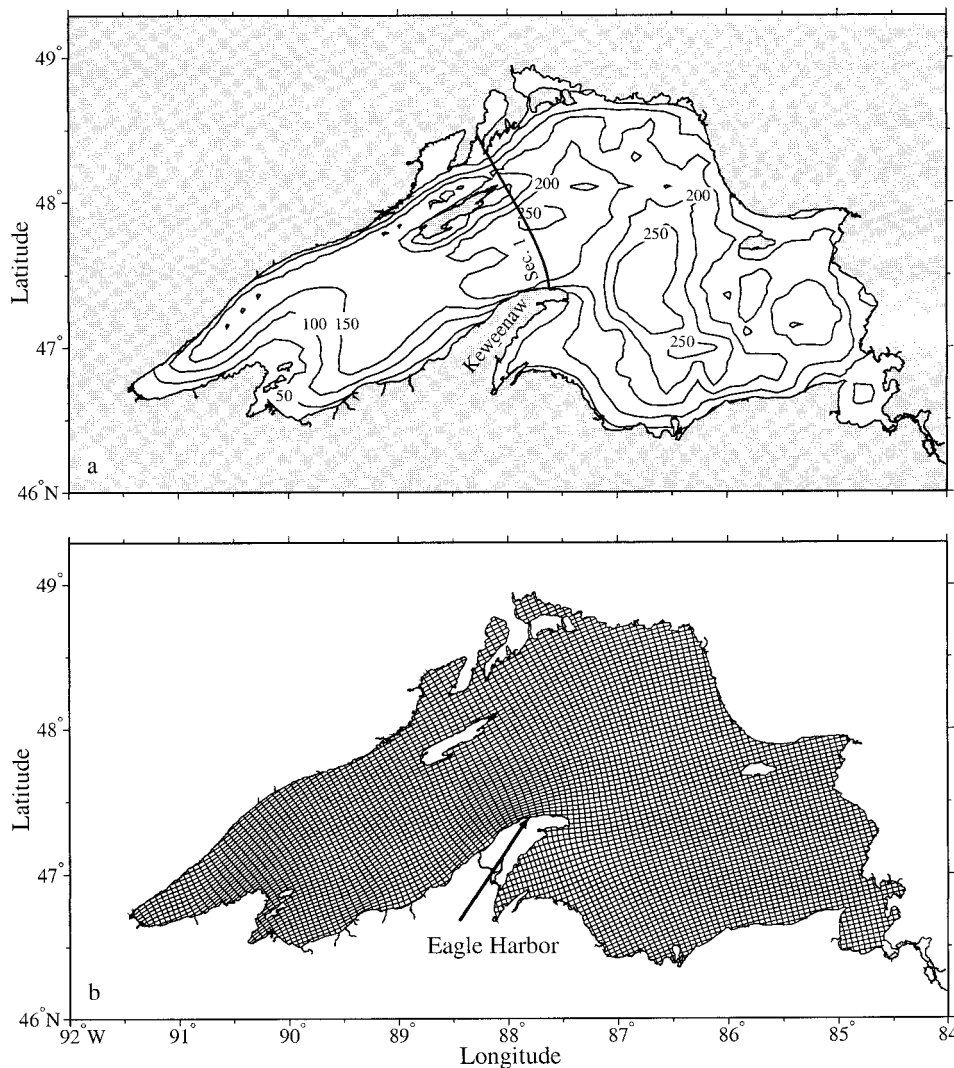 49°
48°
47°
46°N
Latitude
200
250
Sec. 1
200
250
250
100
150
50
Keweenaw
a
49°
48°
47°
46°N
Latitude
Eagle Harbor
b
92°W
91°
90°
89°
88°
87°
86°
85°
84
Longitude